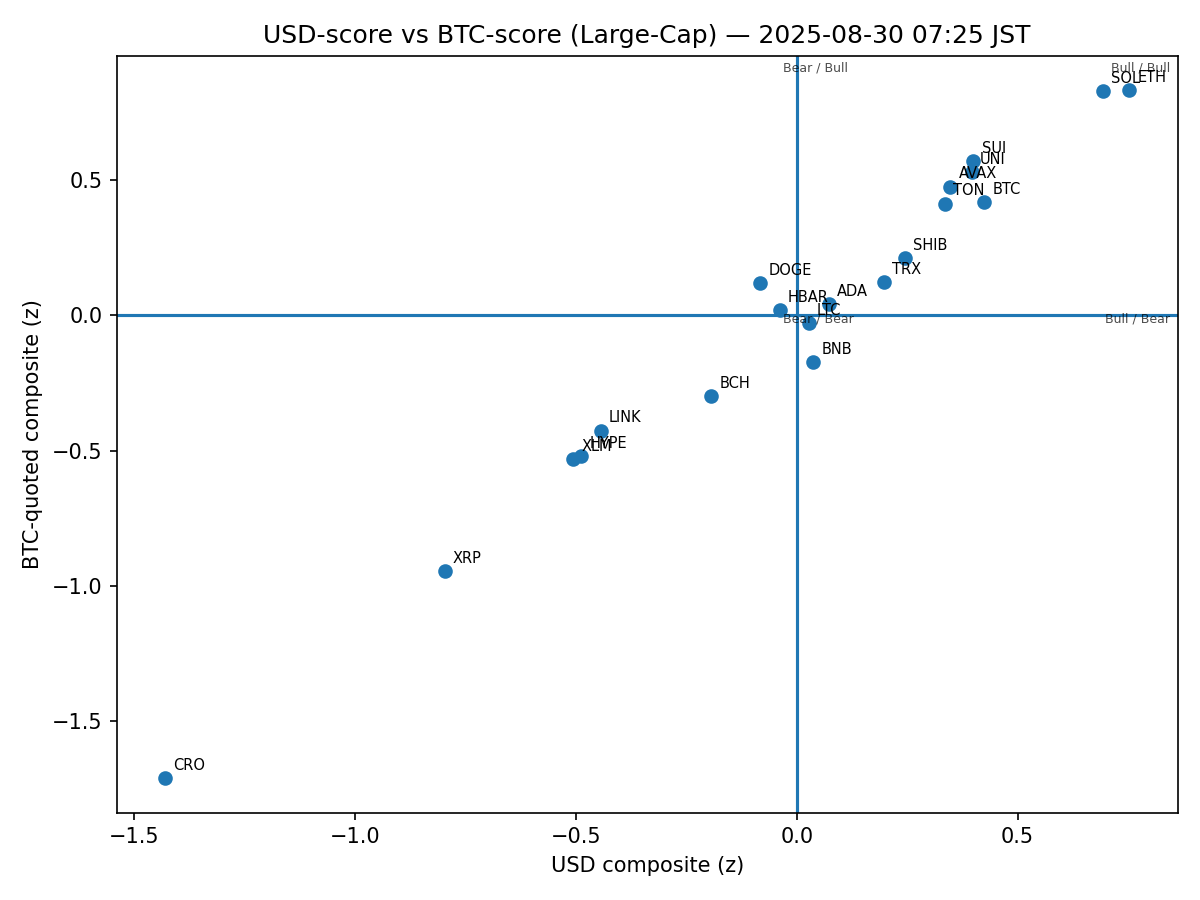 USD-score vs BTC-score (Large-Cap) — 2025-08-30 07:25 JST
Bear / Bull
Bull / Bull
SOL
ETH
SUI
UNI
AVAX
TON
BTC
SHIB
TRX
DOGE
HBAR
ADA
LTC
Bear / Bear
Bull / Bear
BNB
BCH
LINK
HYPE
XLM
XRP
CRO
0.5
0.0
−0.5
−1.0
−1.5
BTC-quoted composite (z)
−1.5
−1.0
−0.5
0.0
0.5
USD composite (z)